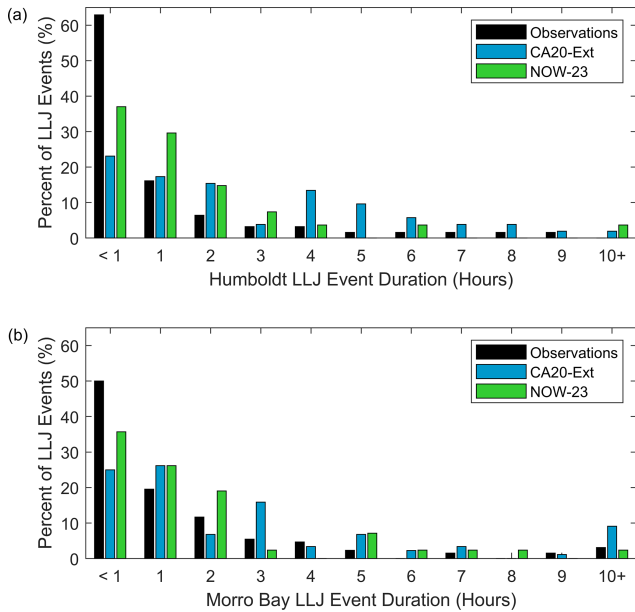 (a)
Percent of LLJ Events (%)
60
50
40
30
20
10
0
Observations
CA20-Ext
NOW-23
< 1 1 2 3 4 5 6 7 8 9 10+
Humboldt LLJ Event Duration (Hours)
(b)
Percent of LLJ Events (%)
60
50
40
30
20
10
0
Observations
CA20-Ext
NOW-23
< 1 1 2 3 4 5 6 7 8 9 10+
Morro Bay LLJ Event Duration (Hours)